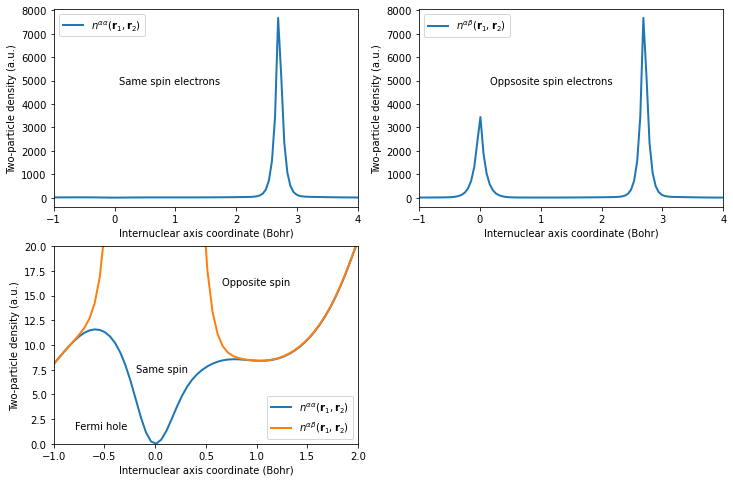 Two-particle density (a.u.)
8000
7000
6000
5000
4000
3000
2000
1000
0
n^{αα}(r₁, r₂)
Same spin electrons
−1 0 1 2 3 4
Internuclear axis coordinate (Bohr)
Two-particle density (a.u.)
8000
7000
6000
5000
4000
3000
2000
1000
0
n^{αβ}(r₁, r₂)
Oppsosite spin electrons
−1 0 1 2 3 4
Internuclear axis coordinate (Bohr)
Two-particle density (a.u.)
20.0
17.5
15.0
12.5
10.0
7.5
5.0
2.5
0.0
Opposite spin
Same spin
Fermi hole
n^{αα}(r₁, r₂)
n^{αβ}(r₁, r₂)
−1.0 −0.5 0.0 0.5 1.0 1.5 2.0
Internuclear axis coordinate (Bohr)